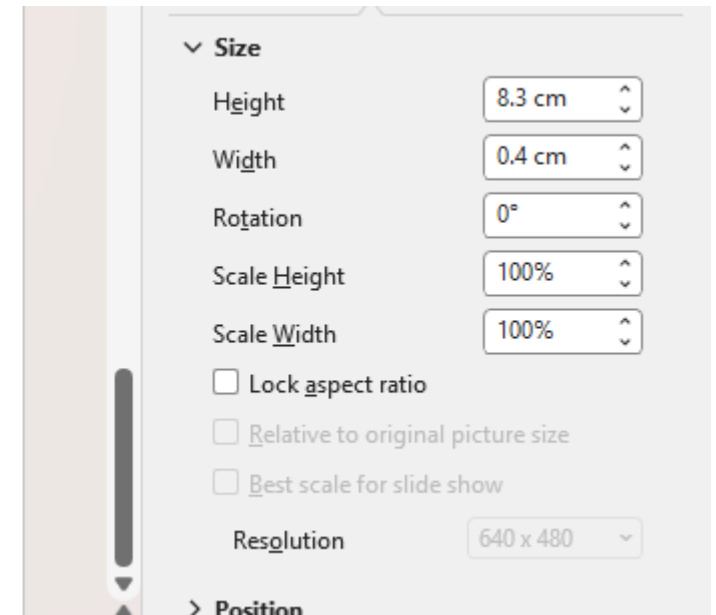 Size
Height 8.3 cm
Width 0.4 cm
Rotation 0°
Scale Height 100%
Scale Width 100%
Lock aspect ratio
Relative to original picture size
Best scale for slide show
Resolution 640 x 480
Position